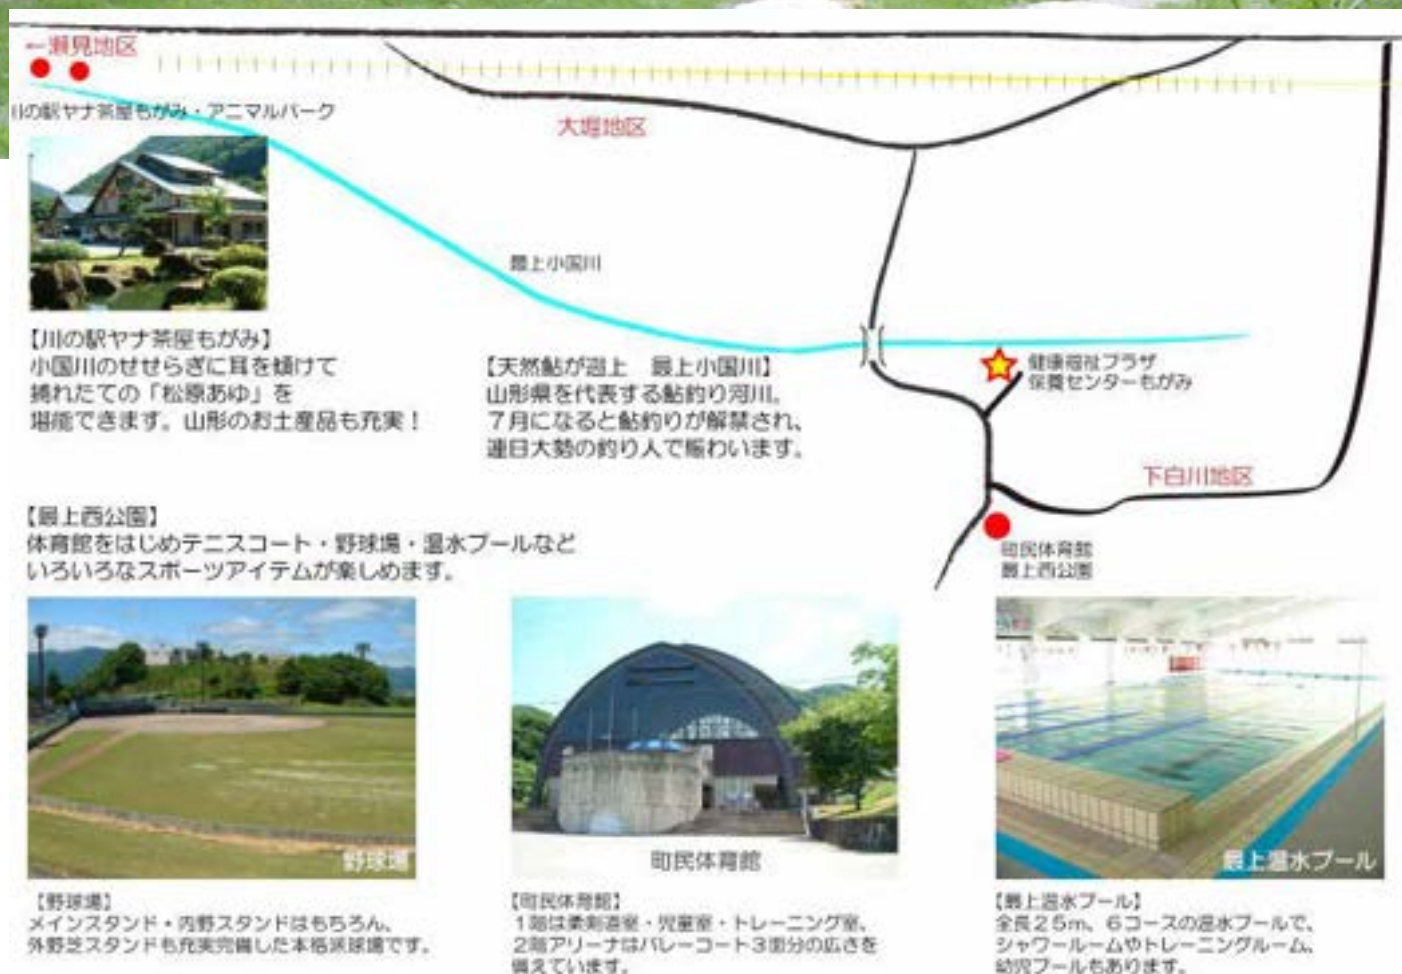 ←瀬見地区
川の駅ヤナ茶屋もがみ・アニマルパーク
大堀地区
最上小国川
【川の駅ヤナ茶屋もがみ】
小国川のせせらぎに耳を傾けて
捕れたての「松原あゆ」を
堪能できます。山形のお土産品も充実！
【天然鮎が遡上　最上小国川】
山形県を代表する鮎釣り河川。
７月になると鮎釣りが解禁され、
連日大勢の釣り人で賑わいます。
健康福祉プラザ
保養センターもがみ
下白川地区
町民体育館
最上西公園
【最上西公園】
体育館をはじめテニスコート・野球場・温水プールなど
いろいろなスポーツアイテムが楽しめます。
野球場
町民体育館
最上温水プール
【野球場】
メインスタンド・内野スタンドはもちろん、
外野芝スタンドも充実完備した本格派球場です。
【町民体育館】
１階は柔剣道室・児童室・トレーニング室、
２階アリーナはバレーコート３面分の広さを
備えています。
【最上温水プール】
全長２５ｍ、６コースの温水プールで、
シャワールームやトレーニングルーム、
幼児プールもあります。